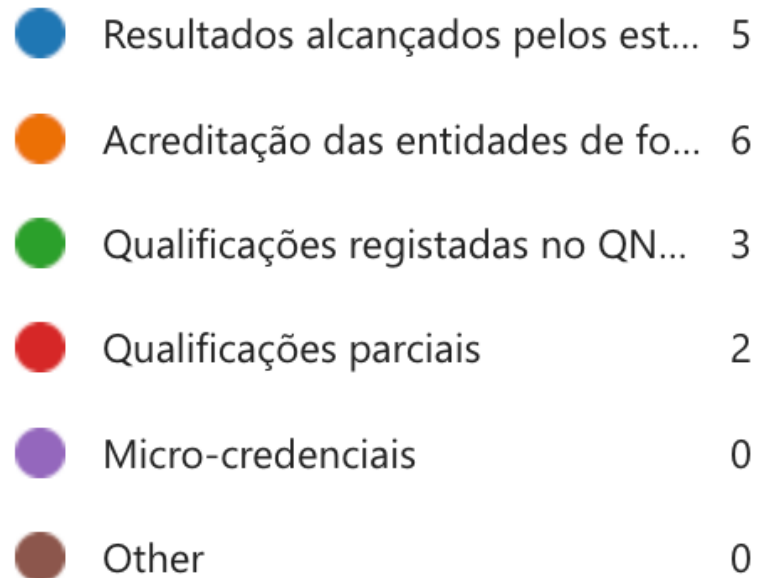 Resultados alcançados pelos est... 5
Acreditação das entidades de fo... 6
Qualificações registadas no QN... 3
Qualificações parciais 2
Micro-credenciais 0
Other 0